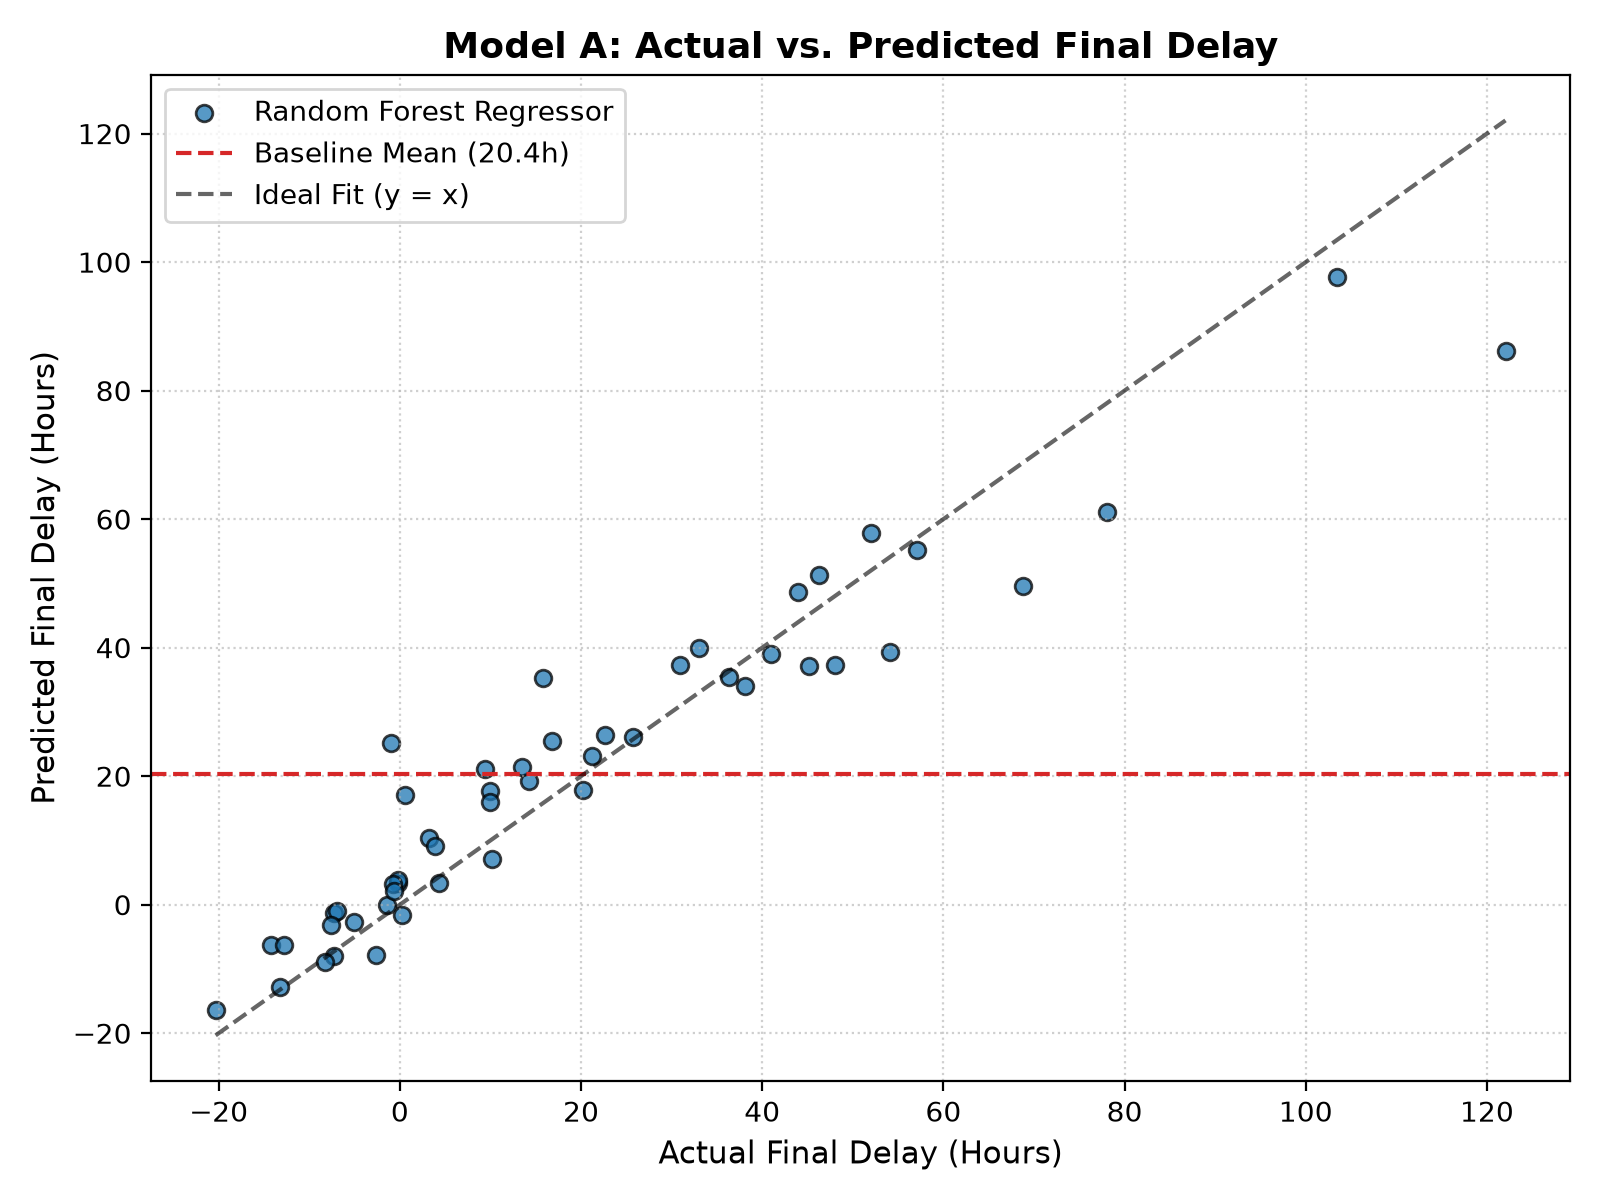 Model A: Actual vs. Predicted Final Delay
Random Forest Regressor
Baseline Mean (20.4h)
Ideal Fit (y = x)
Predicted Final Delay (Hours)
120
100
80
60
40
20
0
−20
−20 0 20 40 60 80 100 120
Actual Final Delay (Hours)